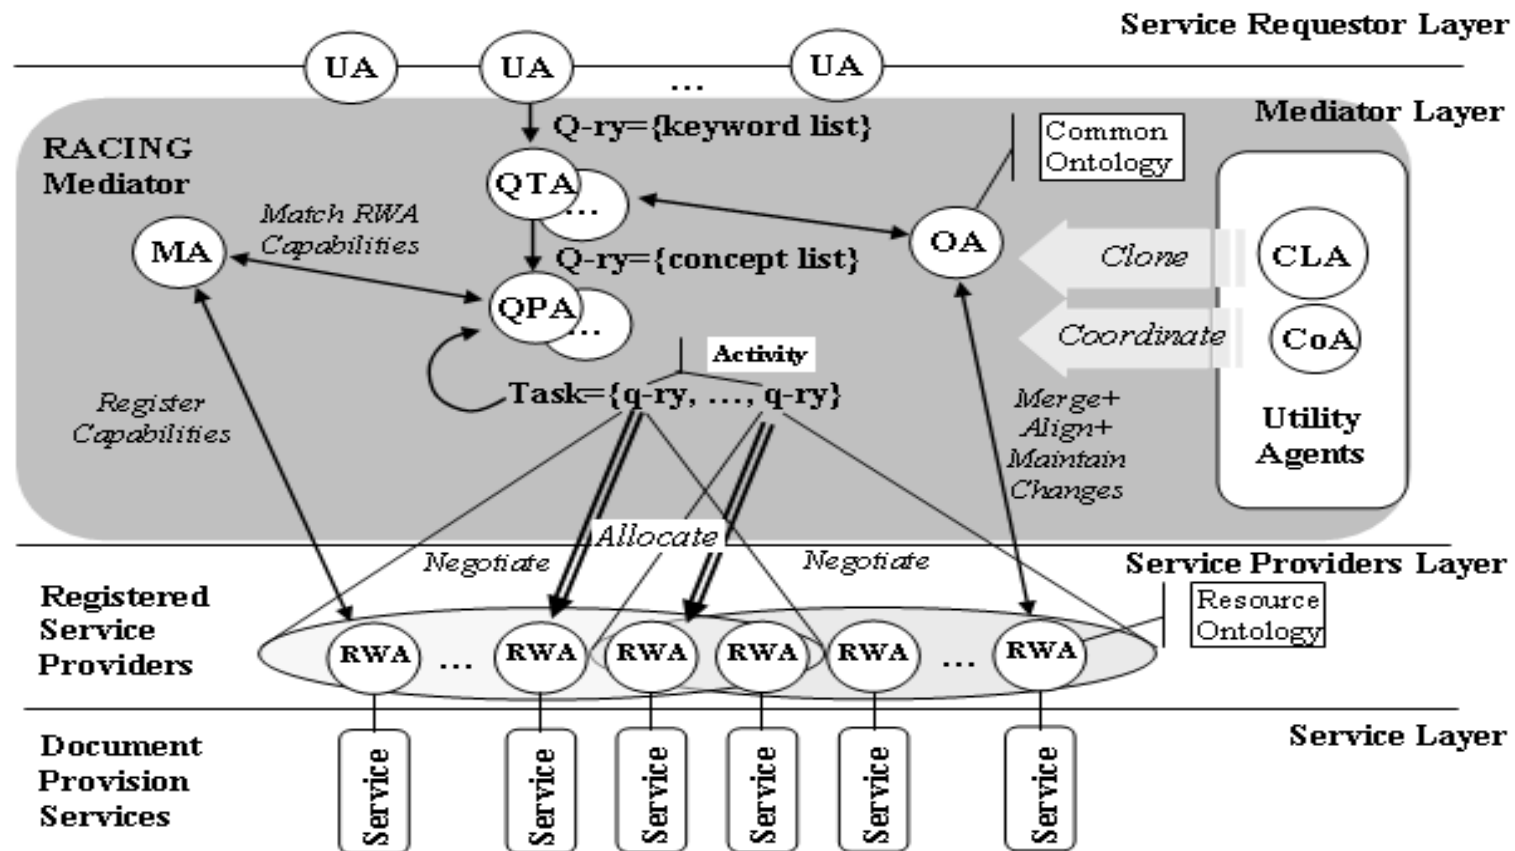 Service Requestor Layer
UA
UA
...
UA
Mediator Layer
RACING
Mediator
Q-ry={keyword list}
Common
Ontology
QTA
...
Match RWA
Capabilities
MA
OA
Q-ry={concept list}
Clone
CLA
QPA
...
Coordinate
CoA
Activity
Task={q-ry, ..., q-ry}
Register
Capabilities
Merge+
Align+
Maintain
Changes
Utility
Agents
Negotiate
Allocate
Negotiate
Service Providers Layer
Registered
Service
Providers
Resource
Ontology
RWA
...
RWA
RWA
RWA
RWA
...
RWA
Service Layer
Document
Provision
Services
Service
Service
Service
Service
Service
Service